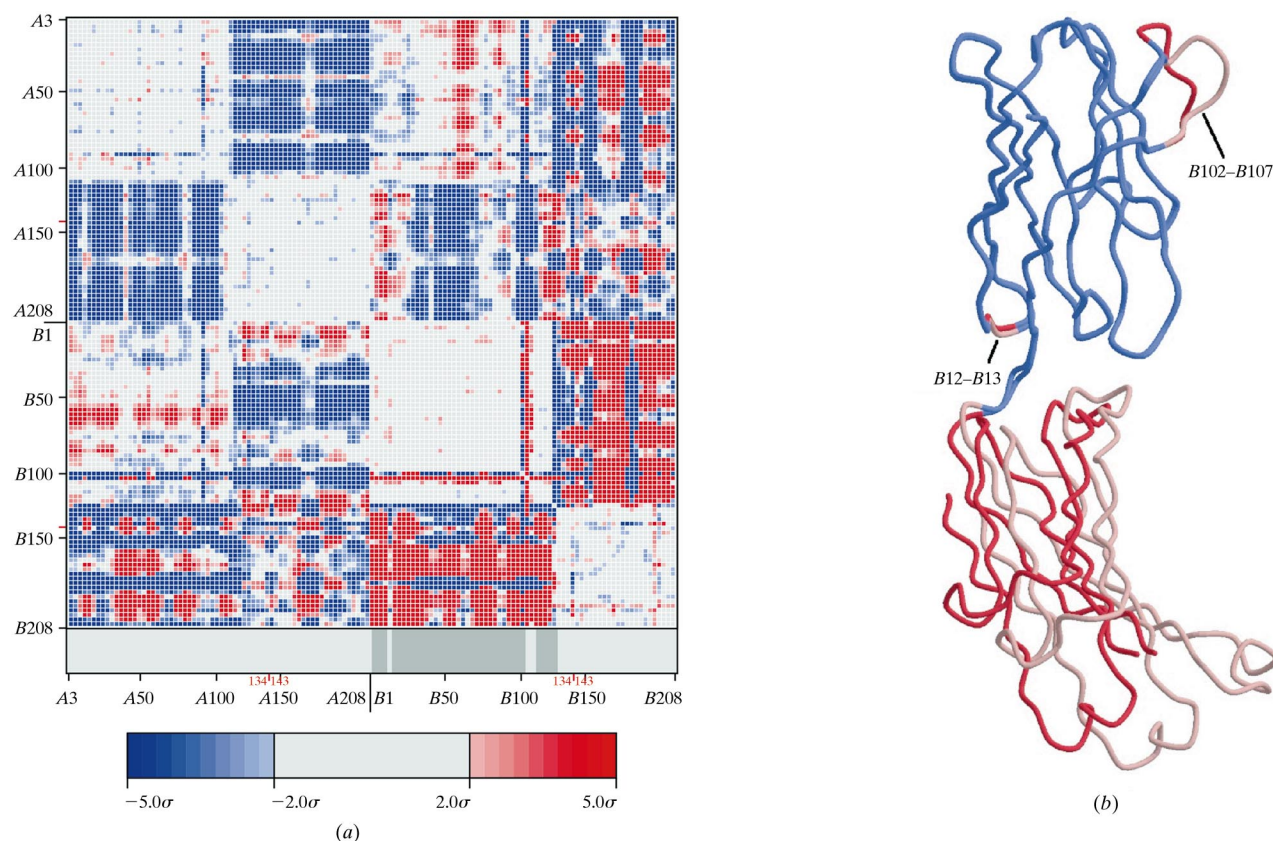 A3
A50
A100
A150
A208
B1
B50
B100
B150
B208
134 143
134 143
A3 A50 A100 A150 A208 B1 B50 B100 B150 B208
−5.0σ −2.0σ 2.0σ 5.0σ
(a)
B102–B107
B12–B13
(b)